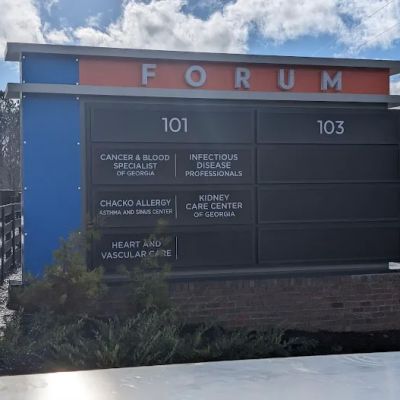 FORUM
101
103
CANCER & BLOOD
SPECIALIST
OF GEORGIA
INFECTIOUS
DISEASE
PROFESSIONALS
CHACKO ALLERGY
ASTHMA AND SINUS CENTER
KIDNEY
CARE CENTER
OF GEORGIA
HEART AND
VASCULAR CARE